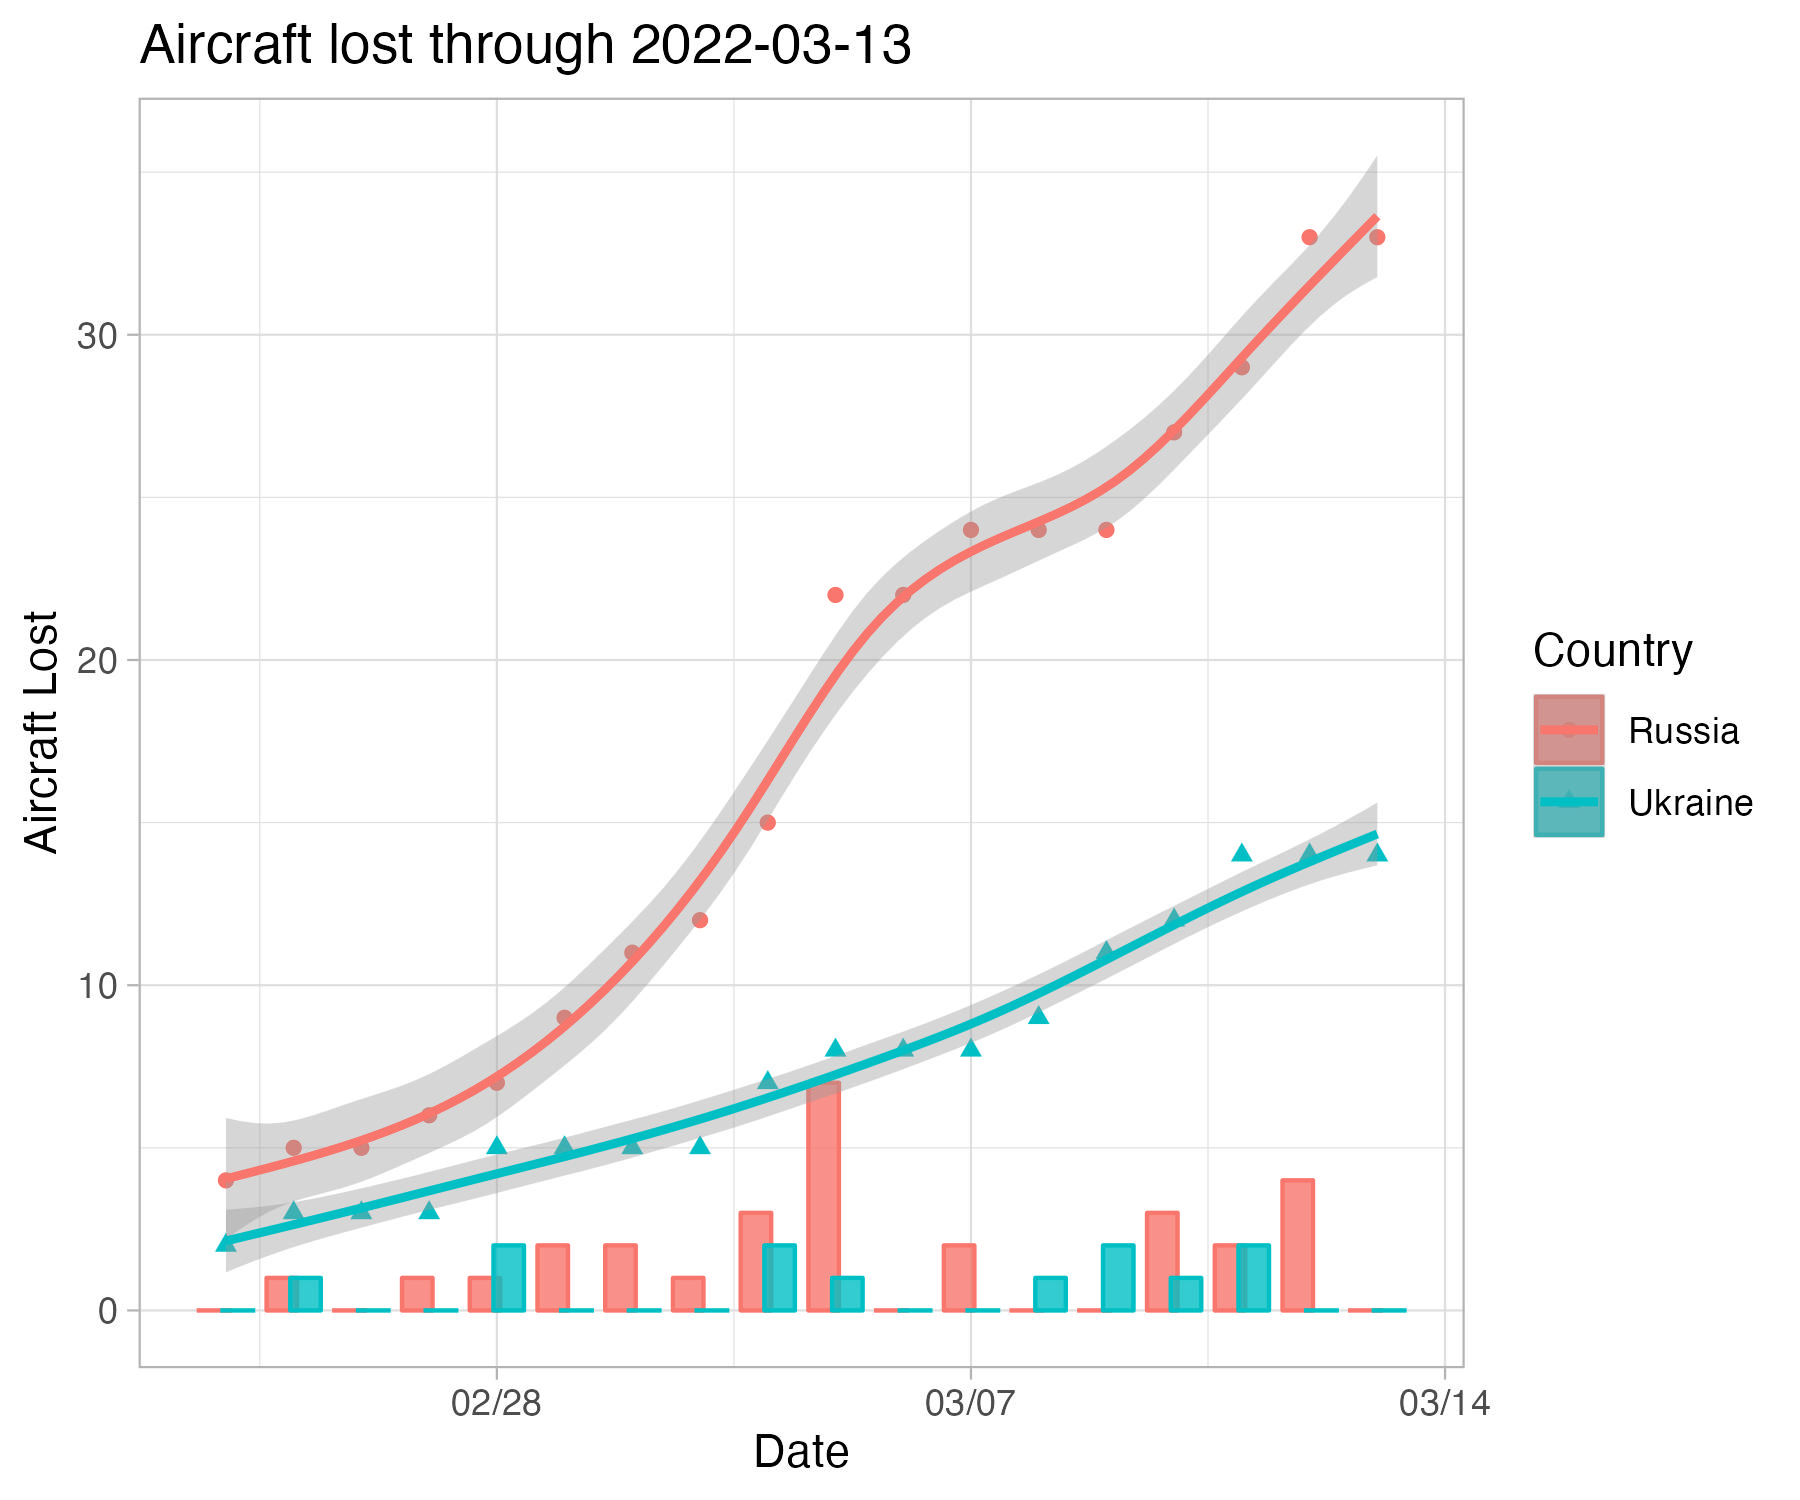 Aircraft lost through 2022-03-13
Aircraft Lost
30
20
10
0
02/28
03/07
03/14
Date
Country
Russia
Ukraine